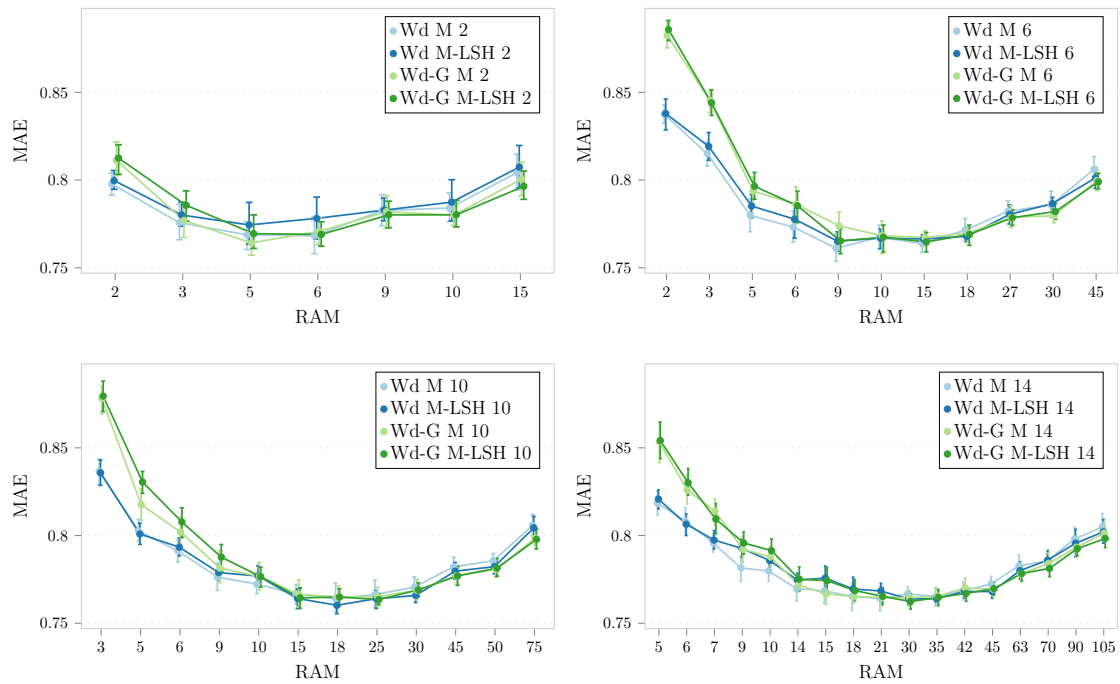 Wd M 2
Wd M-LSH 2
Wd-G M 2
Wd-G M-LSH 2
0.85
0.8
0.75
MAE
2 3 5 6 9 10 15
RAM
Wd M 6
Wd M-LSH 6
Wd-G M 6
Wd-G M-LSH 6
0.85
0.8
0.75
MAE
2 3 5 6 9 10 15 18 27 30 45
RAM
Wd M 10
Wd M-LSH 10
Wd-G M 10
Wd-G M-LSH 10
0.85
0.8
0.75
MAE
3 5 6 9 10 15 18 25 30 45 50 75
RAM
Wd M 14
Wd M-LSH 14
Wd-G M 14
Wd-G M-LSH 14
0.85
0.8
0.75
MAE
5 6 7 9 10 14 15 18 21 30 35 42 45 63 70 90 105
RAM